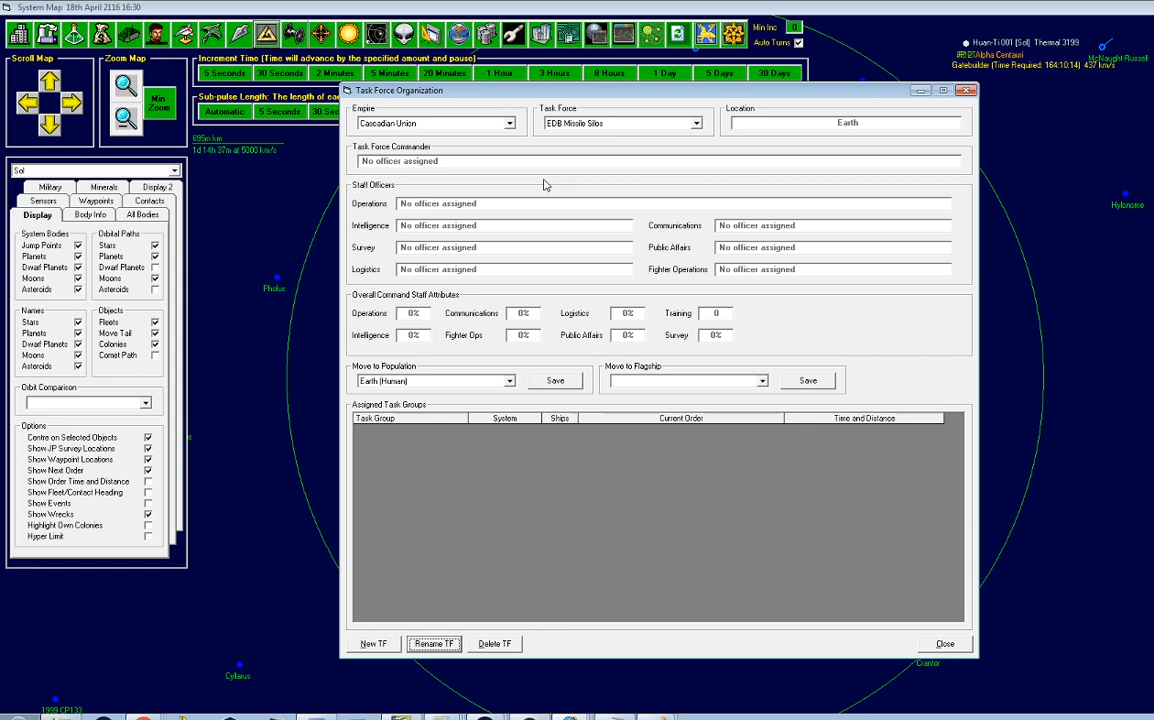 System Map 18th April 2116 16:30
Min Inc 0
Auto Turns
Scroll Map
Zoom Map
Min Zoom
Increment Time [Time will advance by the specified amount and pause]
5 Seconds 30 Seconds 2 Minutes 5 Minutes 20 Minutes 1 Hour 3 Hours 8 Hours 1 Day 5 Days 30 Days
Sub-pulse Length: The length of ea
Automatic 5 Seconds 30 Sec
695m km
1d 14h 37m at 5000 km/s
Huan-Ti 001 [Sol] Thermal 3199
Alpha Centauri
Gatebuilder (Time Required: 164:10:14) 437 km/s
McNaught-Russell
Hylonome
Pholus
Cyllarus
1999 CP133
Crantor
Sol
Military Minerals Display 2
Sensors Waypoints Contacts
Display Body Info All Bodies
System Bodies
Jump Points
Planets
Dwarf Planets
Moons
Asteroids
Orbital Paths
Stars
Planets
Dwarf Planets
Moons
Asteroids
Names
Stars
Planets
Dwarf Planets
Moons
Asteroids
Objects
Fleets
Move Tail
Colonies
Comet Path
Orbit Comparison
Options
Centre on Selected Objects
Show JP Survey Locations
Show Waypoint Locations
Show Next Order
Show Order Time and Distance
Show Fleet/Contact Heading
Show Events
Show Wrecks
Highlight Own Colonies
Hyper Limit
Task Force Organization
Empire
Cascadian Union
Task Force
EDB Missile Silos
Location
Earth
Task Force Commander
No officer assigned
Staff Officers
Operations No officer assigned
Intelligence No officer assigned Communications No officer assigned
Survey No officer assigned Public Affairs No officer assigned
Logistics No officer assigned Fighter Operations No officer assigned
Overall Command Staff Attributes
Operations 0% Communications 0% Logistics 0% Training 0
Intelligence 0% Fighter Ops 0% Public Affairs 0% Survey 0%
Move to Population
Earth (Human) Save
Move to Flagship
Save
Assigned Task Groups
Task Group System Ships Current Order Time and Distance
New TF Rename TF Delete TF Close